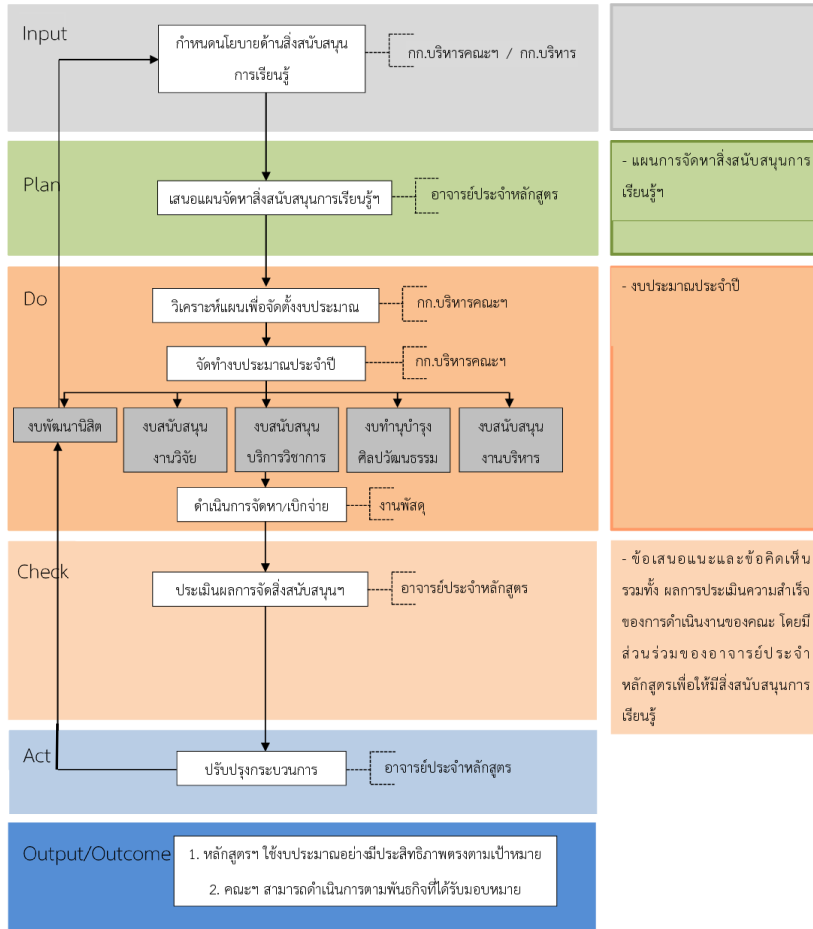 Input
กำหนดนโยบายด้านสิ่งสนับสนุน
การเรียนรู้
กก.บริหารคณะฯ / กก.บริหาร
Plan
เสนอแผนจัดหาสิ่งสนับสนุนการเรียนรู้ฯ
อาจารย์ประจำหลักสูตร
- แผนการจัดหาสิ่งสนับสนุนการ
เรียนรู้ฯ
Do
วิเคราะห์แผนเพื่อจัดตั้งงบประมาณ
กก.บริหารคณะฯ
- งบประมาณประจำปี
จัดทำงบประมาณประจำปี
กก.บริหารคณะฯ
งบพัฒนานิสิต
งบสนับสนุน
งานวิจัย
งบสนับสนุน
บริการวิชาการ
งบทำนุบำรุง
ศิลปวัฒนธรรม
งบสนับสนุน
งานบริหาร
ดำเนินการจัดหา/เบิกจ่าย
งานพัสดุ
Check
ประเมินผลการจัดสิ่งสนับสนุนฯ
อาจารย์ประจำหลักสูตร
- ข้อเสนอแนะและข้อคิดเห็น
รวมทั้ง ผลการประเมินความสำเร็จ
ของการดำเนินงานของคณะ โดยมี
ส่วนร่วมของอาจารย์ประจำ
หลักสูตรเพื่อให้มีสิ่งสนับสนุนการ
เรียนรู้
Act
ปรับปรุงกระบวนการ
อาจารย์ประจำหลักสูตร
Output/Outcome
1. หลักสูตรฯ ใช้งบประมาณอย่างมีประสิทธิภาพตรงตามเป้าหมาย
2. คณะฯ สามารถดำเนินการตามพันธกิจที่ได้รับมอบหมาย